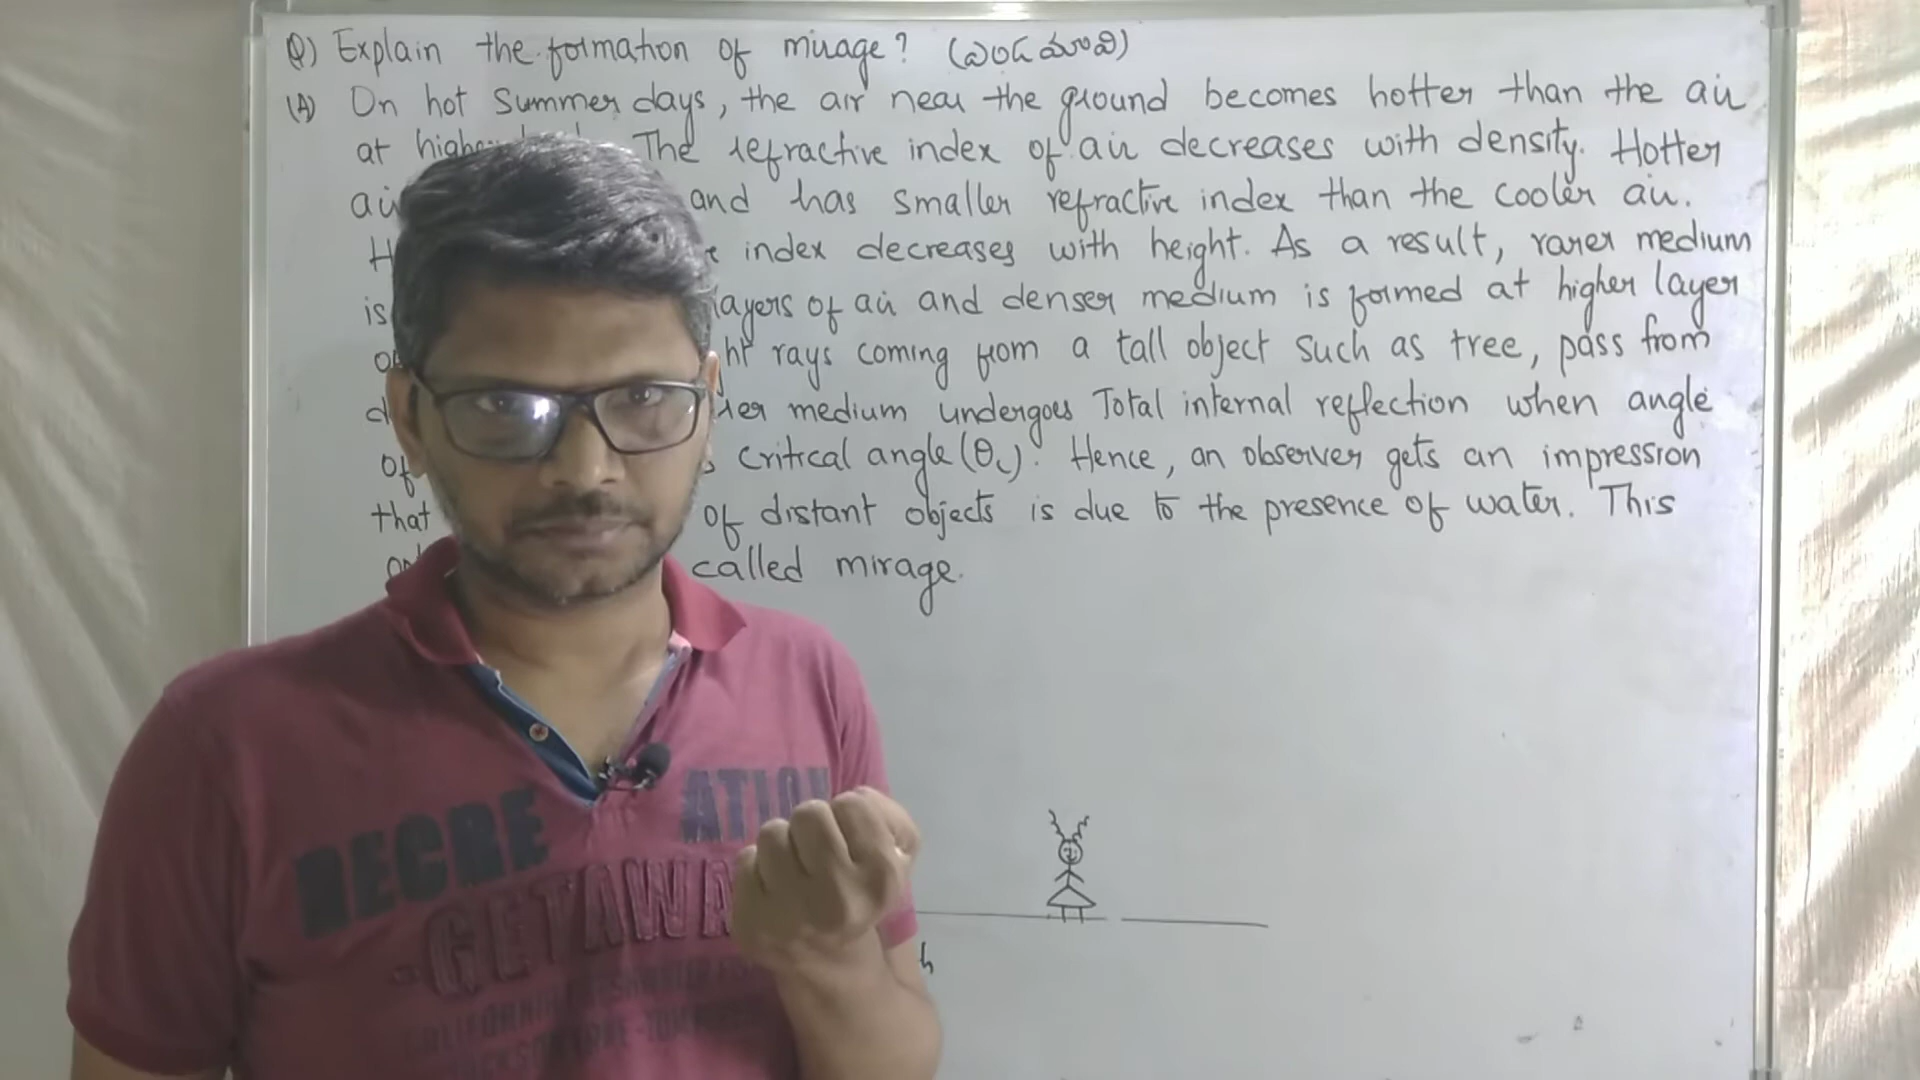 Q) Explain the formation of mirage? (ఎండమావి)
(A) On hot Summer days, the air near the ground becomes hotter than the air
at The refractive index of air decreases with density. Hotter
air and has smaller refractive index than the cooler air.
index decreases with height. As a result, rarer medium
is layers of air and denser medium is formed at higher layer
rays coming from a tall object such as tree, pass from
medium undergoes Total internal reflection when angle
of critical angle (θc). Hence, an observer gets an impression
that of distant objects is due to the presence of water. This
called mirage.
RECRE ATION
GETAWA
h